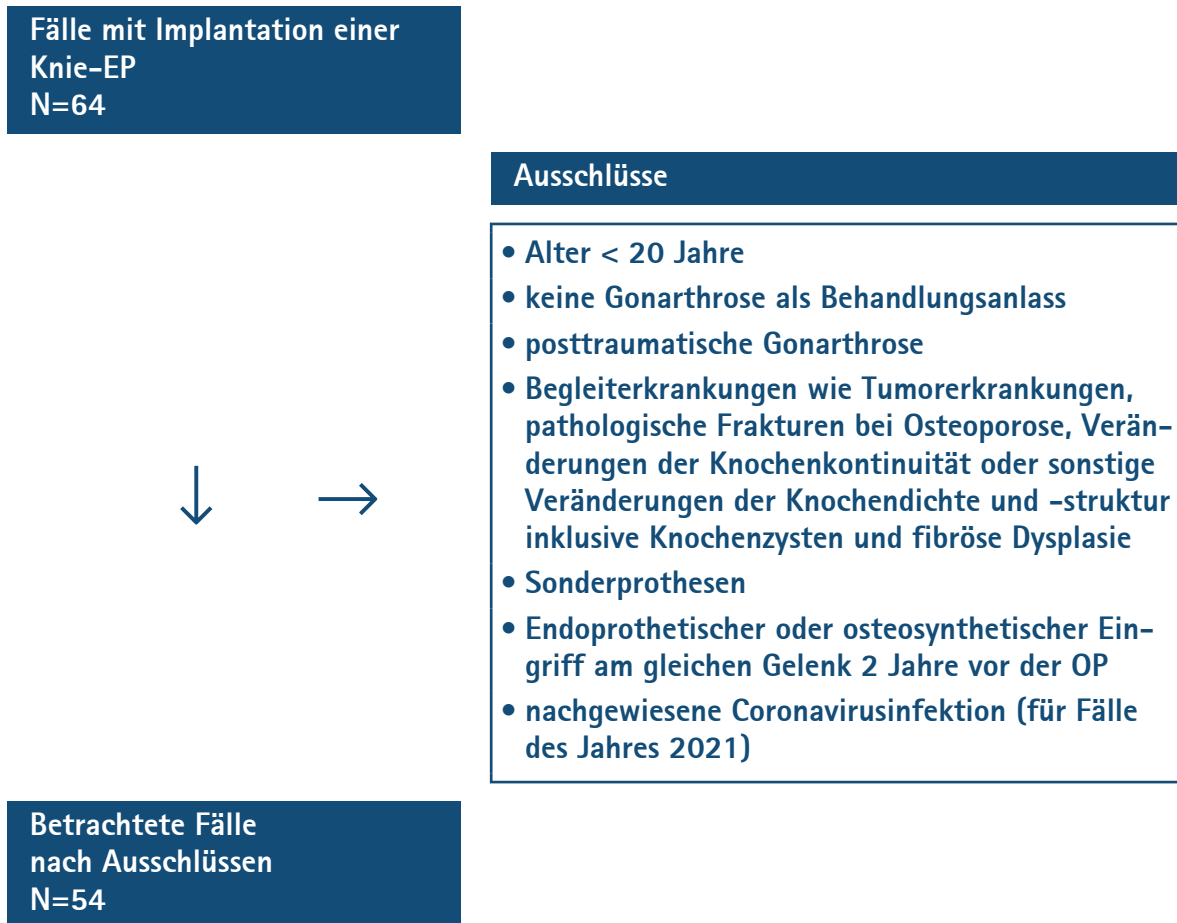 Fälle mit Implantation einer
Knie-EP
N=64
Ausschlüsse
• Alter < 20 Jahre
• keine Gonarthrose als Behandlungsanlass
• posttraumatische Gonarthrose
• Begleiterkrankungen wie Tumorerkrankungen,
pathologische Frakturen bei Osteoporose, Verän-
derungen der Knochenkontinuität oder sonstige
Veränderungen der Knochendichte und -struktur
inklusive Knochenzysten und fibröse Dysplasie
• Sonderprothesen
• Endoprothetischer oder osteosynthetischer Ein-
griff am gleichen Gelenk 2 Jahre vor der OP
• nachgewiesene Coronavirusinfektion (für Fälle
des Jahres 2021)
Betrachtete Fälle
nach Ausschlüssen
N=54